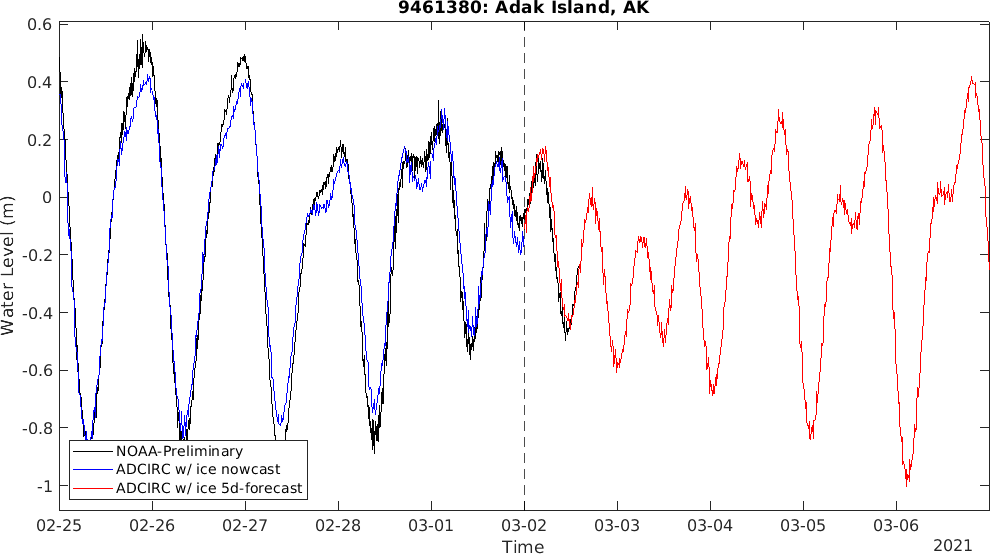 9461380: Adak Island, AK
0.6
0.4
0.2
0
-0.2
-0.4
-0.6
-0.8
-1
Water Level (m)
NOAA-Preliminary
ADCIRC w/ ice nowcast
ADCIRC w/ ice 5d-forecast
02-25 02-26 02-27 02-28 03-01 03-02 03-03 03-04 03-05 03-06
Time
2021